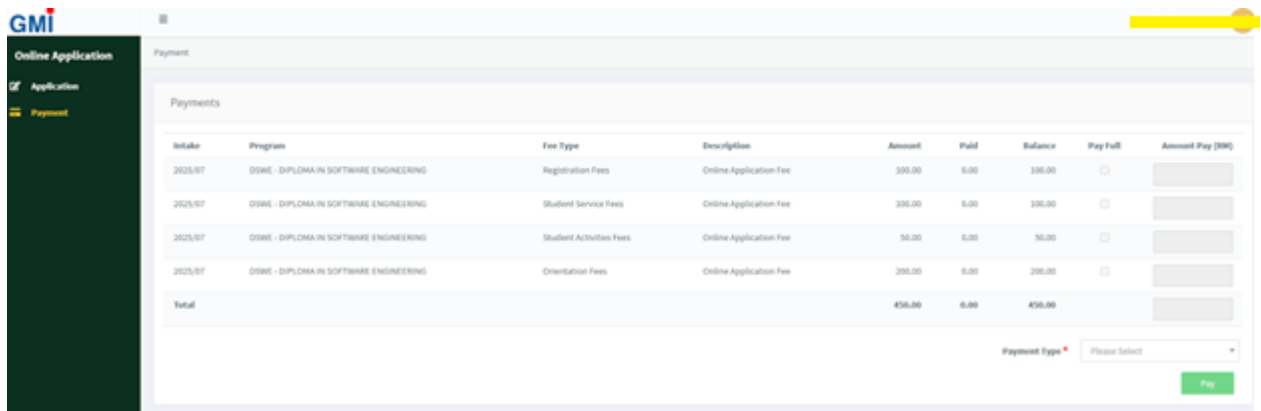 GMI
Online Application
Application
Payment
Payment
Payments
Intake Program Fee Type Description Amount Paid Balance Pay Full Amount Pay (RM)
2025/07 DSWE - DIPLOMA IN SOFTWARE ENGINEERING Registration Fees Online Application Fee 100.00 0.00 100.00
2025/07 DSWE - DIPLOMA IN SOFTWARE ENGINEERING Student Service Fees Online Application Fee 100.00 0.00 100.00
2025/07 DSWE - DIPLOMA IN SOFTWARE ENGINEERING Student Activities Fees Online Application Fee 50.00 0.00 50.00
2025/07 DSWE - DIPLOMA IN SOFTWARE ENGINEERING Orientation Fees Online Application Fee 200.00 0.00 200.00
Total 450.00 0.00 450.00
Payment Type * Please Select
Pay